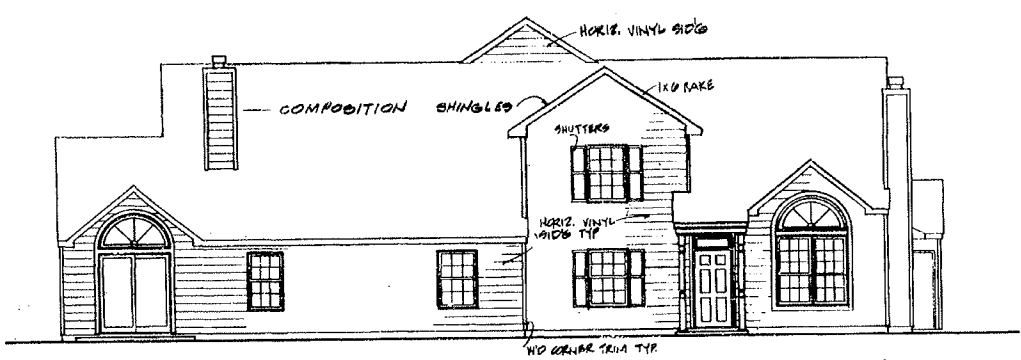 HORIZ. VINYL SID'G
1X6 RAKE
COMPOSITION SHINGLES
SHUTTERS
HORIZ. VINYL
SID'G TYP
W'D CORNER TRIM TYP.